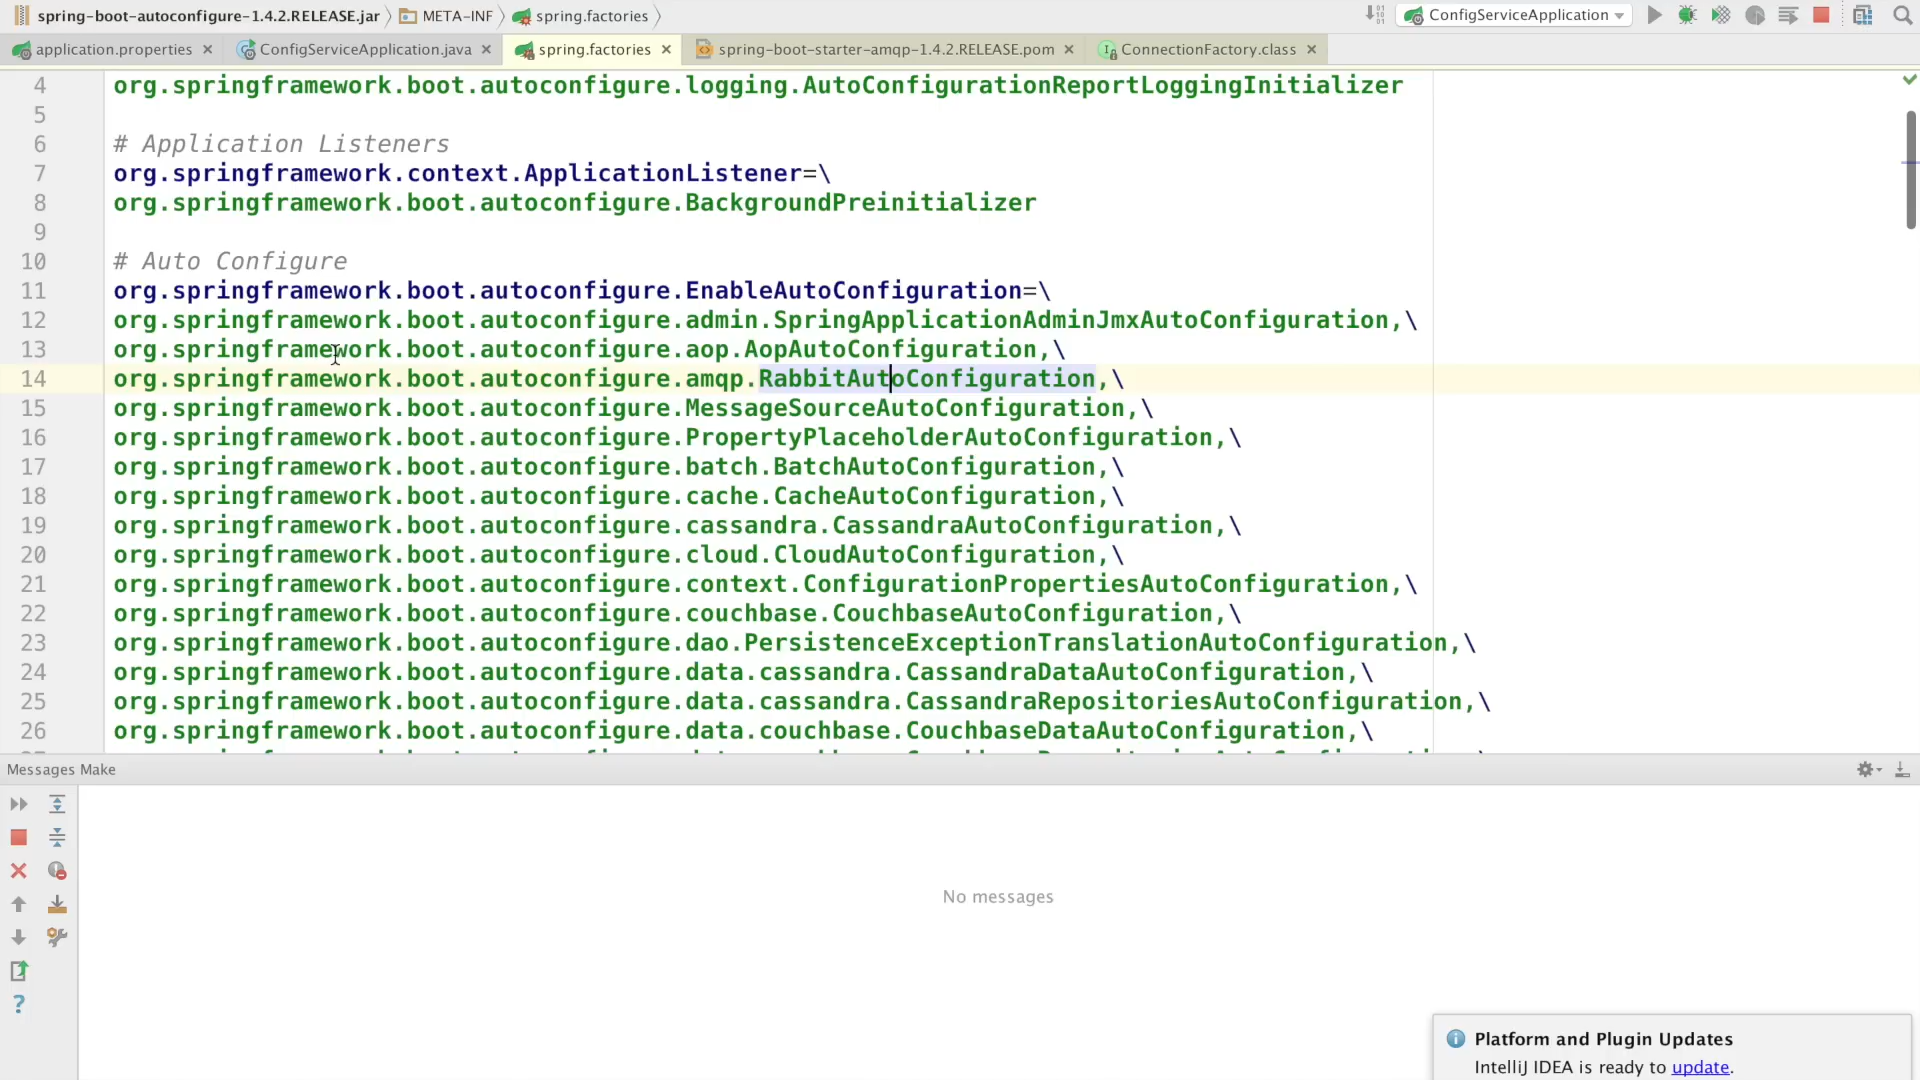 spring-boot-autoconfigure-1.4.2.RELEASE.jar META-INF spring.factories ConfigServiceApplication
application.properties ConfigServiceApplication.java spring.factories spring-boot-starter-amqp-1.4.2.RELEASE.pom ConnectionFactory.class
4 org.springframework.boot.autoconfigure.logging.AutoConfigurationReportLoggingInitializer
5
6 # Application Listeners
7 org.springframework.context.ApplicationListener=\
8 org.springframework.boot.autoconfigure.BackgroundPreinitializer
9
10 # Auto Configure
11 org.springframework.boot.autoconfigure.EnableAutoConfiguration=\
12 org.springframework.boot.autoconfigure.admin.SpringApplicationAdminJmxAutoConfiguration,\
13 org.springframework.boot.autoconfigure.aop.AopAutoConfiguration,\
14 org.springframework.boot.autoconfigure.amqp.RabbitAutoConfiguration,\
15 org.springframework.boot.autoconfigure.MessageSourceAutoConfiguration,\
16 org.springframework.boot.autoconfigure.PropertyPlaceholderAutoConfiguration,\
17 org.springframework.boot.autoconfigure.batch.BatchAutoConfiguration,\
18 org.springframework.boot.autoconfigure.cache.CacheAutoConfiguration,\
19 org.springframework.boot.autoconfigure.cassandra.CassandraAutoConfiguration,\
20 org.springframework.boot.autoconfigure.cloud.CloudAutoConfiguration,\
21 org.springframework.boot.autoconfigure.context.ConfigurationPropertiesAutoConfiguration,\
22 org.springframework.boot.autoconfigure.couchbase.CouchbaseAutoConfiguration,\
23 org.springframework.boot.autoconfigure.dao.PersistenceExceptionTranslationAutoConfiguration,\
24 org.springframework.boot.autoconfigure.data.cassandra.CassandraDataAutoConfiguration,\
25 org.springframework.boot.autoconfigure.data.cassandra.CassandraRepositoriesAutoConfiguration,\
26 org.springframework.boot.autoconfigure.data.couchbase.CouchbaseDataAutoConfiguration,\
Messages Make
No messages
Platform and Plugin Updates
IntelliJ IDEA is ready to update.